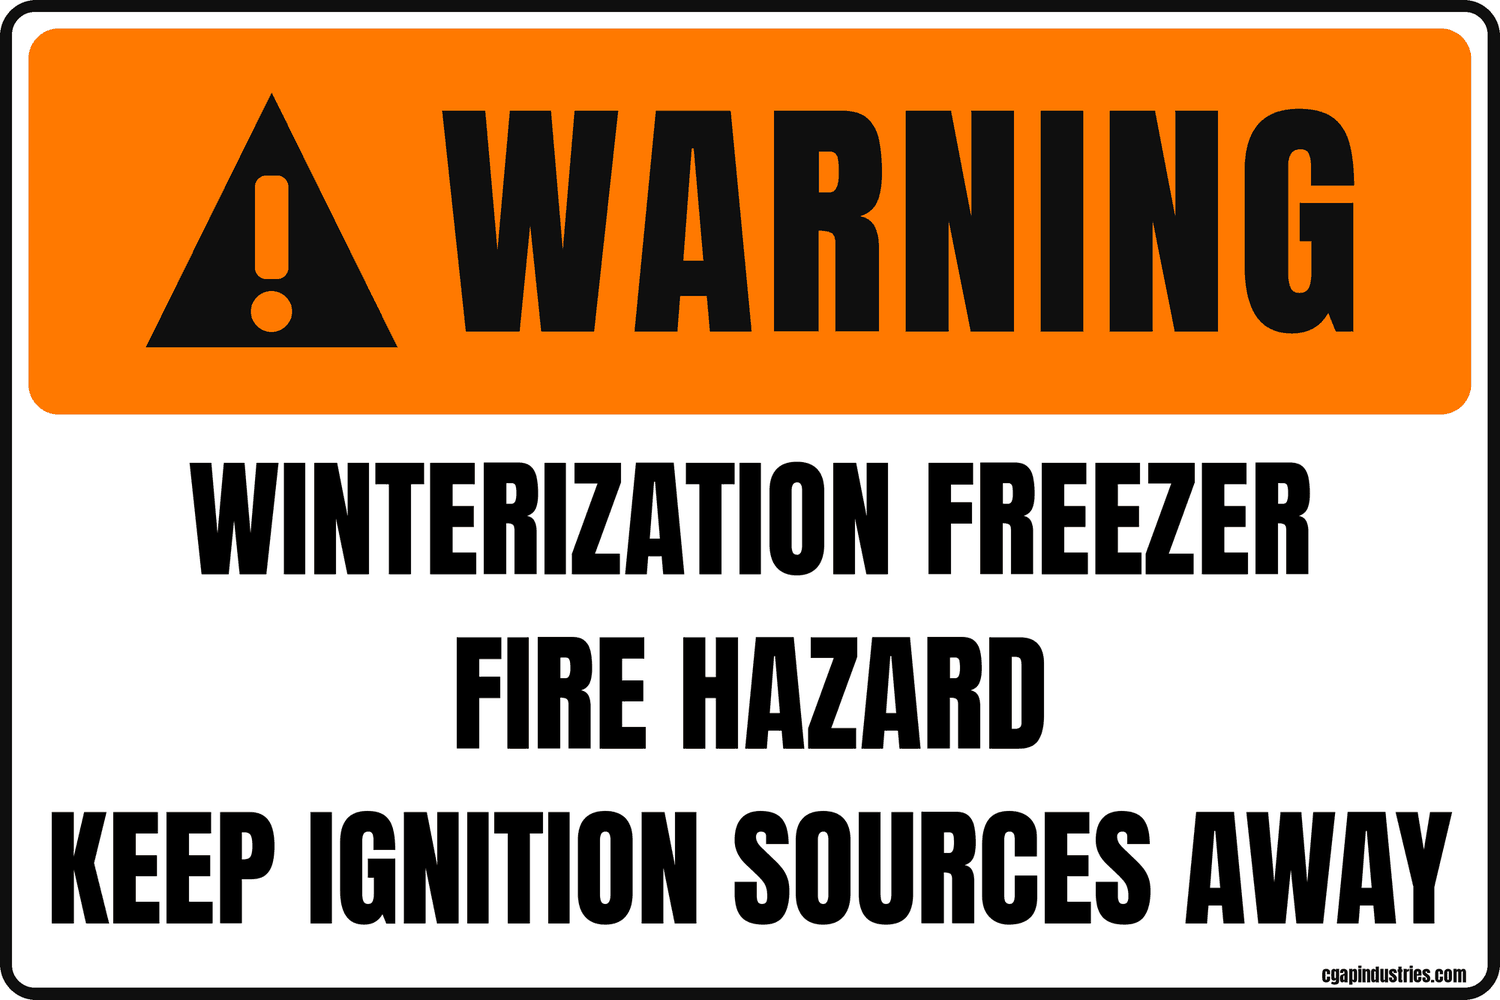 WARNING
WINTERIZATION FREEZER
FIRE HAZARD
KEEP IGNITION SOURCES AWAY
cgapindustries.com